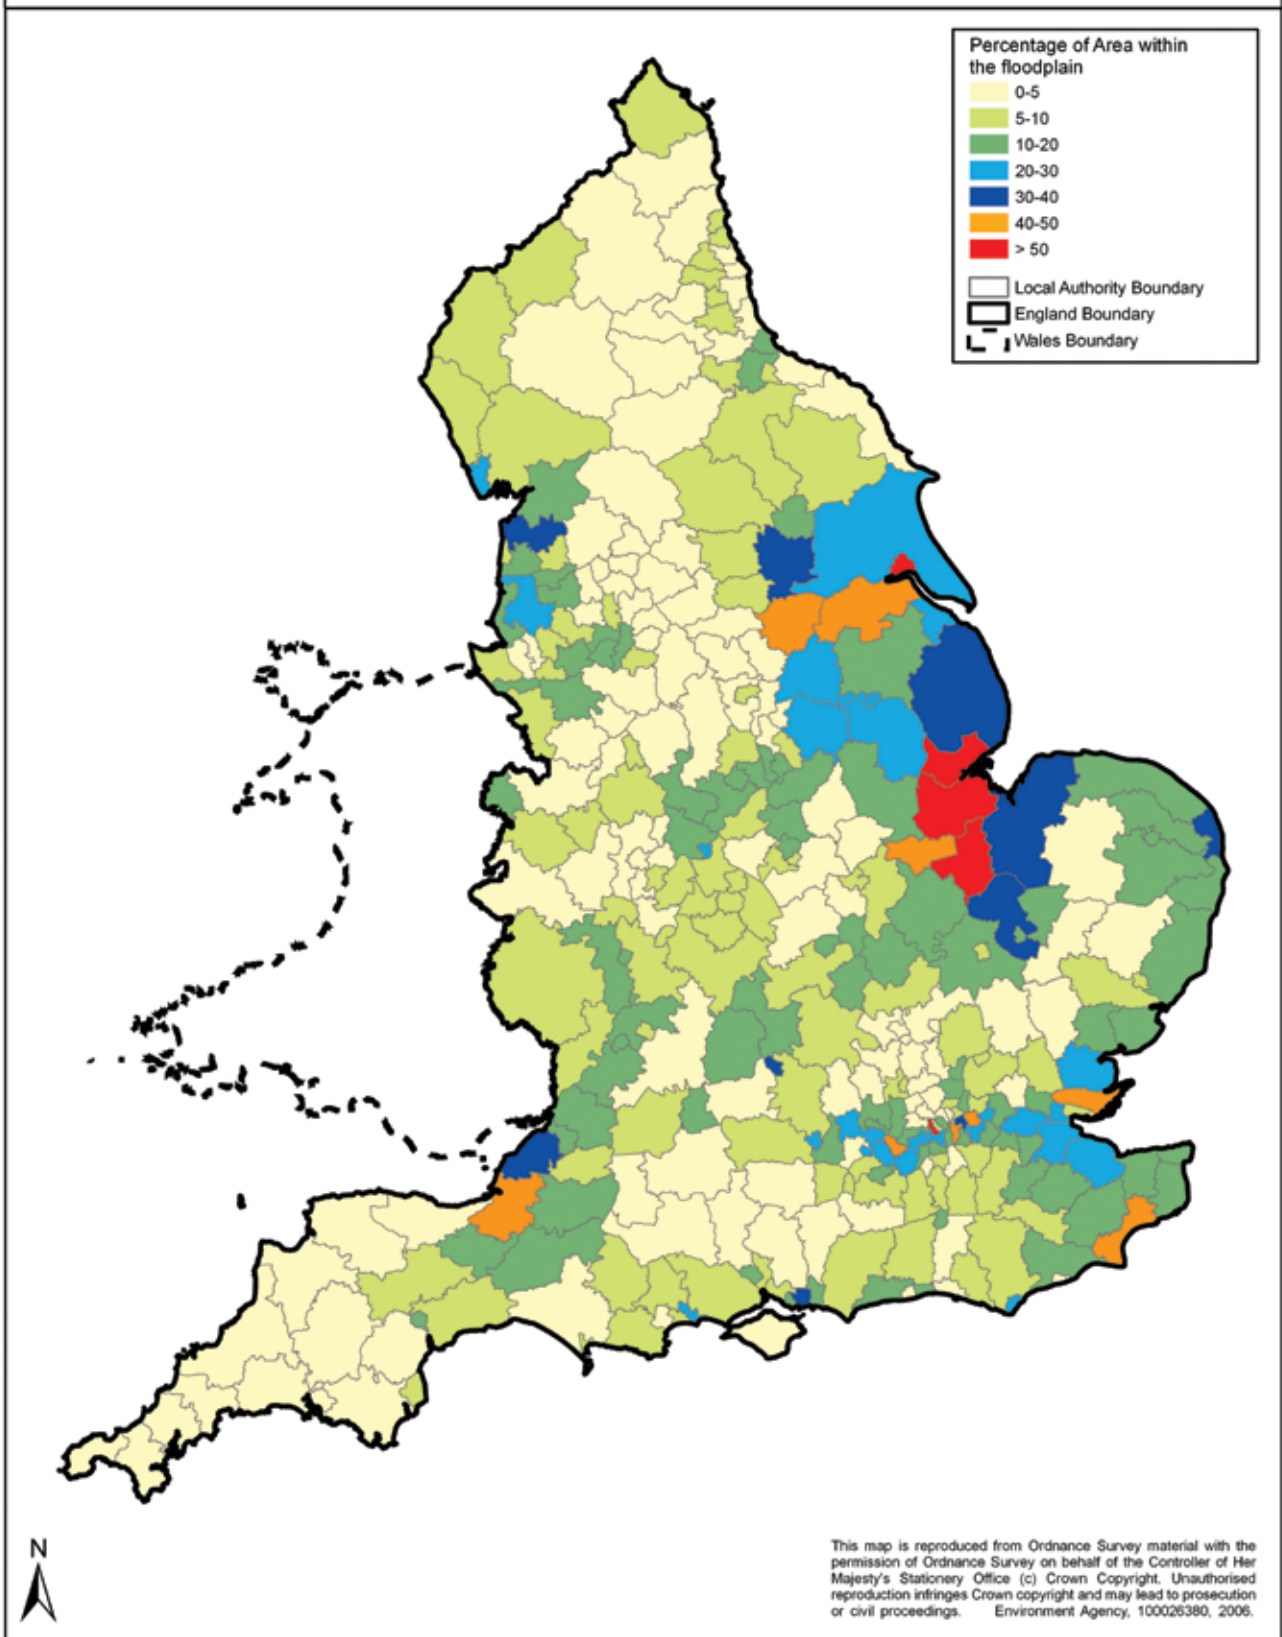 Percentage of Area within
the floodplain
0-5
5-10
10-20
20-30
30-40
40-50
> 50
Local Authority Boundary
England Boundary
Wales Boundary
N
This map is reproduced from Ordnance Survey material with the
permission of Ordnance Survey on behalf of the Controller of Her
Majesty's Stationery Office (c) Crown Copyright. Unauthorised
reproduction infringes Crown copyright and may lead to prosecution
or civil proceedings. Environment Agency, 100026380, 2006.